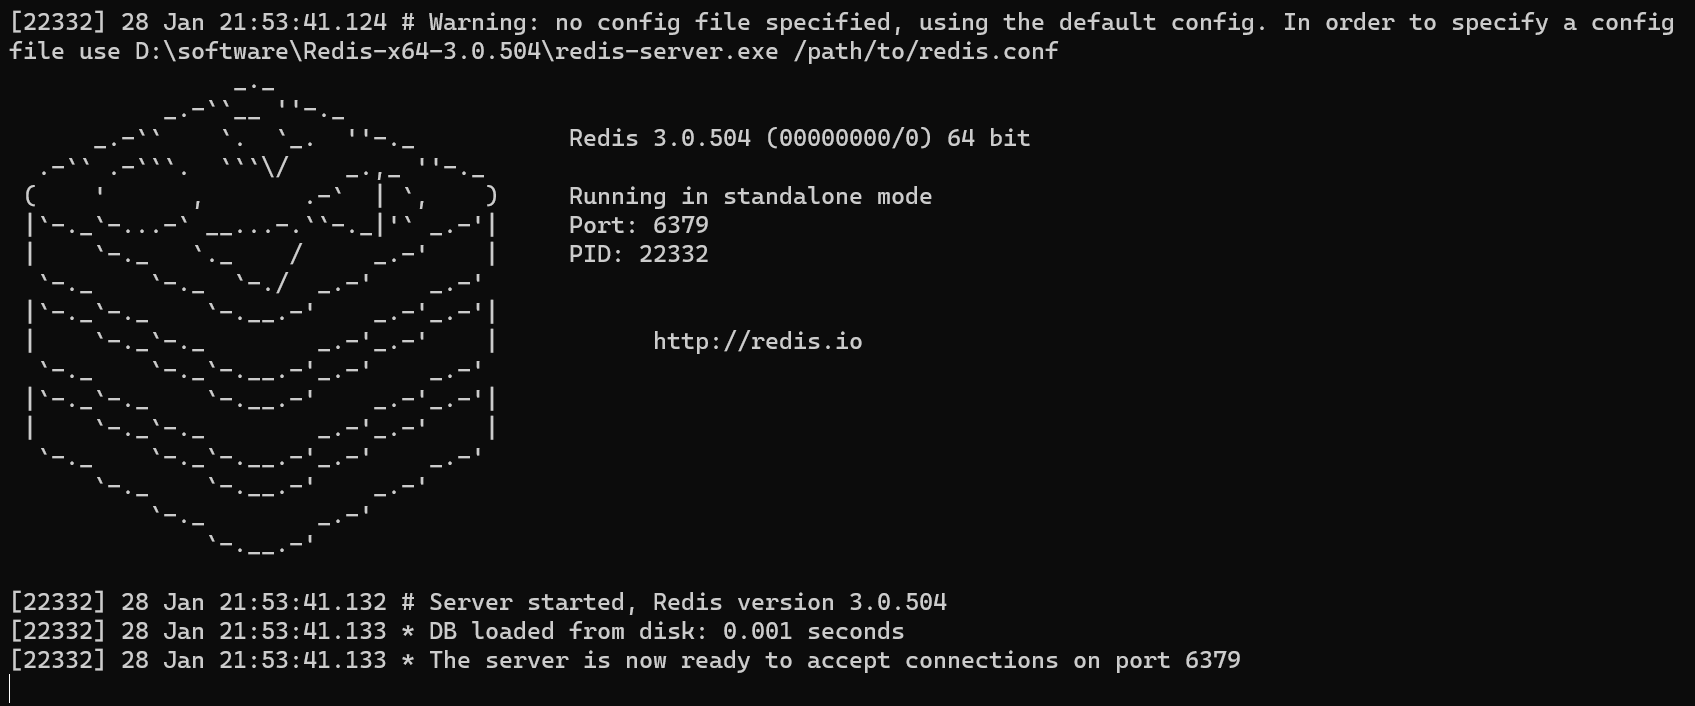 [22332] 28 Jan 21:53:41.124 # Warning: no config file specified, using the default config. In order to specify a config
file use D:\software\Redis-x64-3.0.504\redis-server.exe /path/to/redis.conf
                _._
           _.-``__ ''-._
      _.-``    `.  `_.  ''-._           Redis 3.0.504 (00000000/0) 64 bit
  .-`` .-```.  ```\/    _.,_ ''-._
 (    '      ,       .-`  | `,    )     Running in standalone mode
 |`-._`-...-` __...-.``-._|'` _.-'|     Port: 6379
 |    `-._   `._    /     _.-'    |     PID: 22332
  `-._    `-._  `-./  _.-'    _.-'
 |`-._`-._    `-.__.-'    _.-'_.-'|
 |    `-._`-._        _.-'_.-'    |           http://redis.io
  `-._    `-._`-.__.-'_.-'    _.-'
 |`-._`-._    `-.__.-'    _.-'_.-'|
 |    `-._`-._        _.-'_.-'    |
  `-._    `-._`-.__.-'_.-'    _.-'
      `-._    `-.__.-'    _.-'
          `-._        _.-'
              `-.__.-'
[22332] 28 Jan 21:53:41.132 # Server started, Redis version 3.0.504
[22332] 28 Jan 21:53:41.133 * DB loaded from disk: 0.001 seconds
[22332] 28 Jan 21:53:41.133 * The server is now ready to accept connections on port 6379